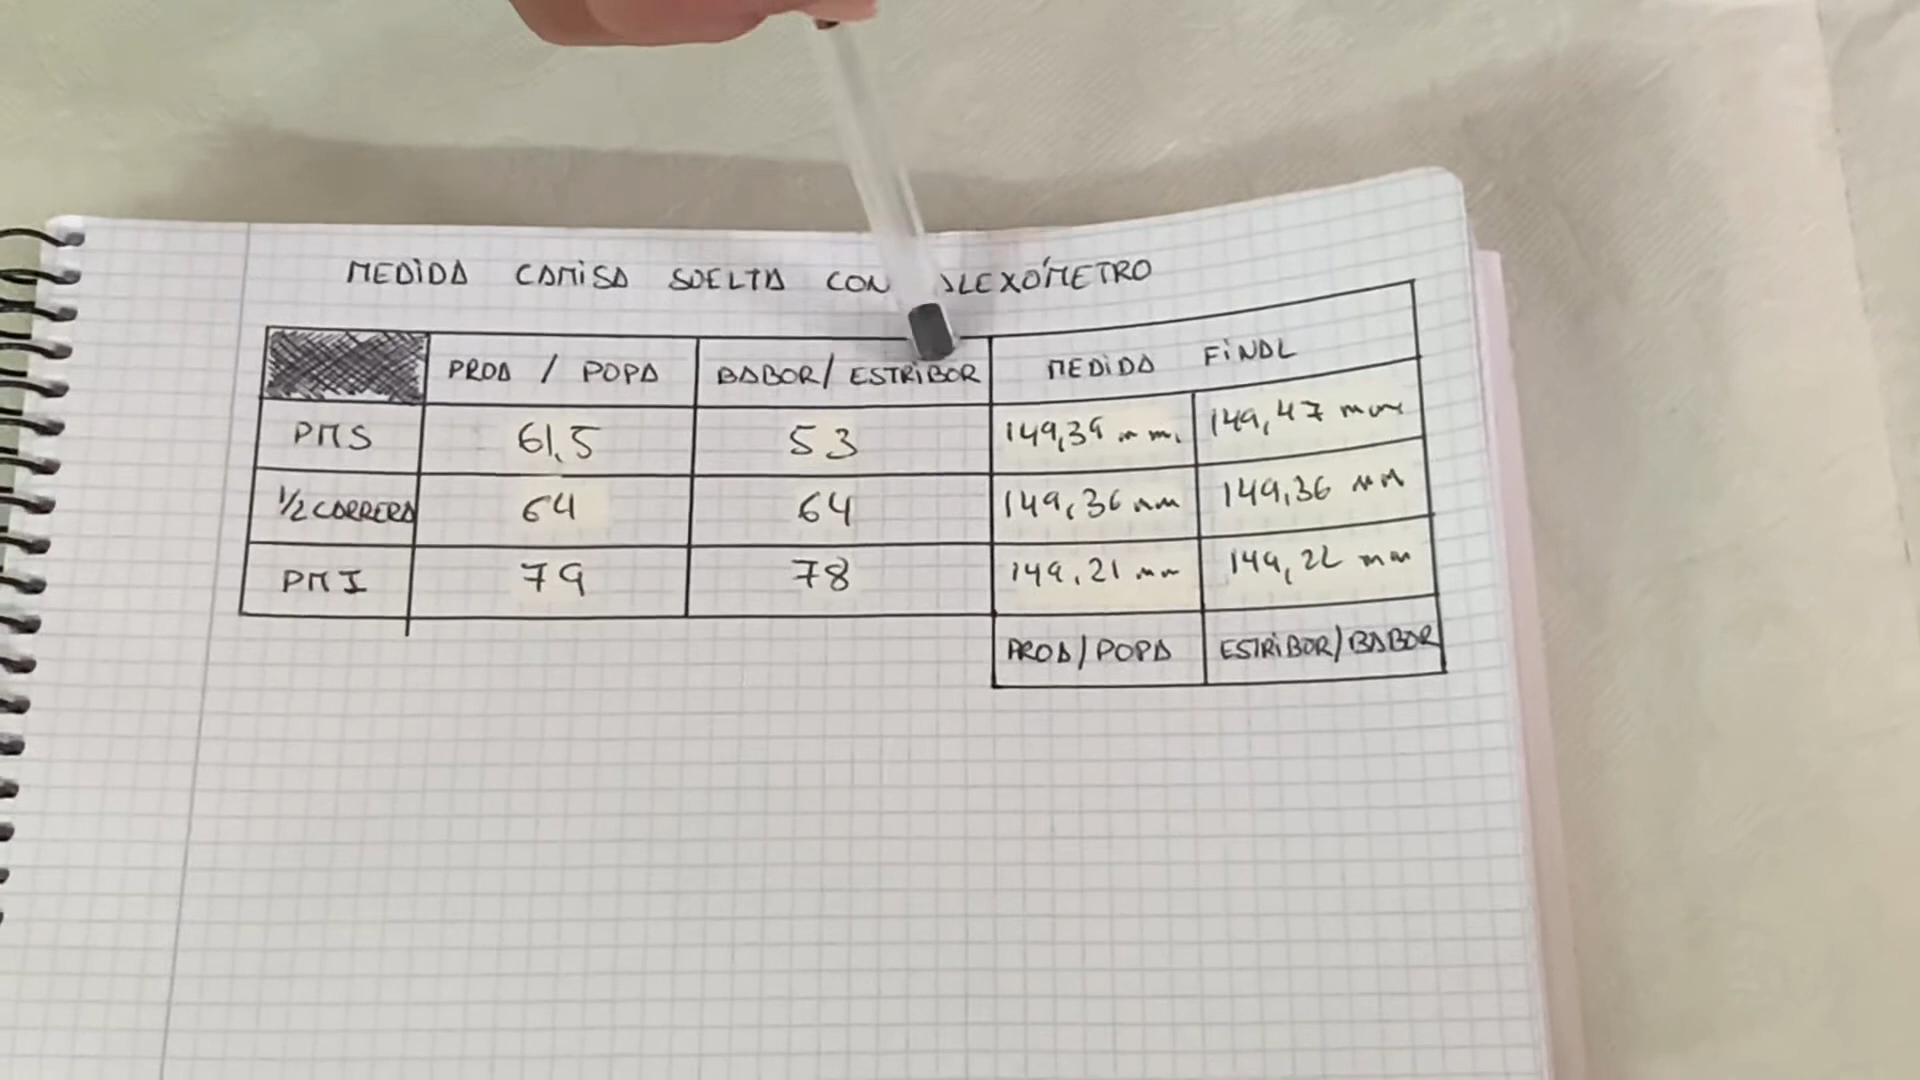 MEDIDA CAMISA SUELTA CON LEXÓMETRO
PROA / POPA BABOR/ ESTRIBOR MEDIDA FINAL
PMS 61,5 53 149,39 mm. 149,47 mm
1/2 CARRERA 64 64 149,36 mm 149,36 mm
PMI 79 78 149,21 mm 149,22 mm
PROA/POPA ESTRIBOR/BABOR